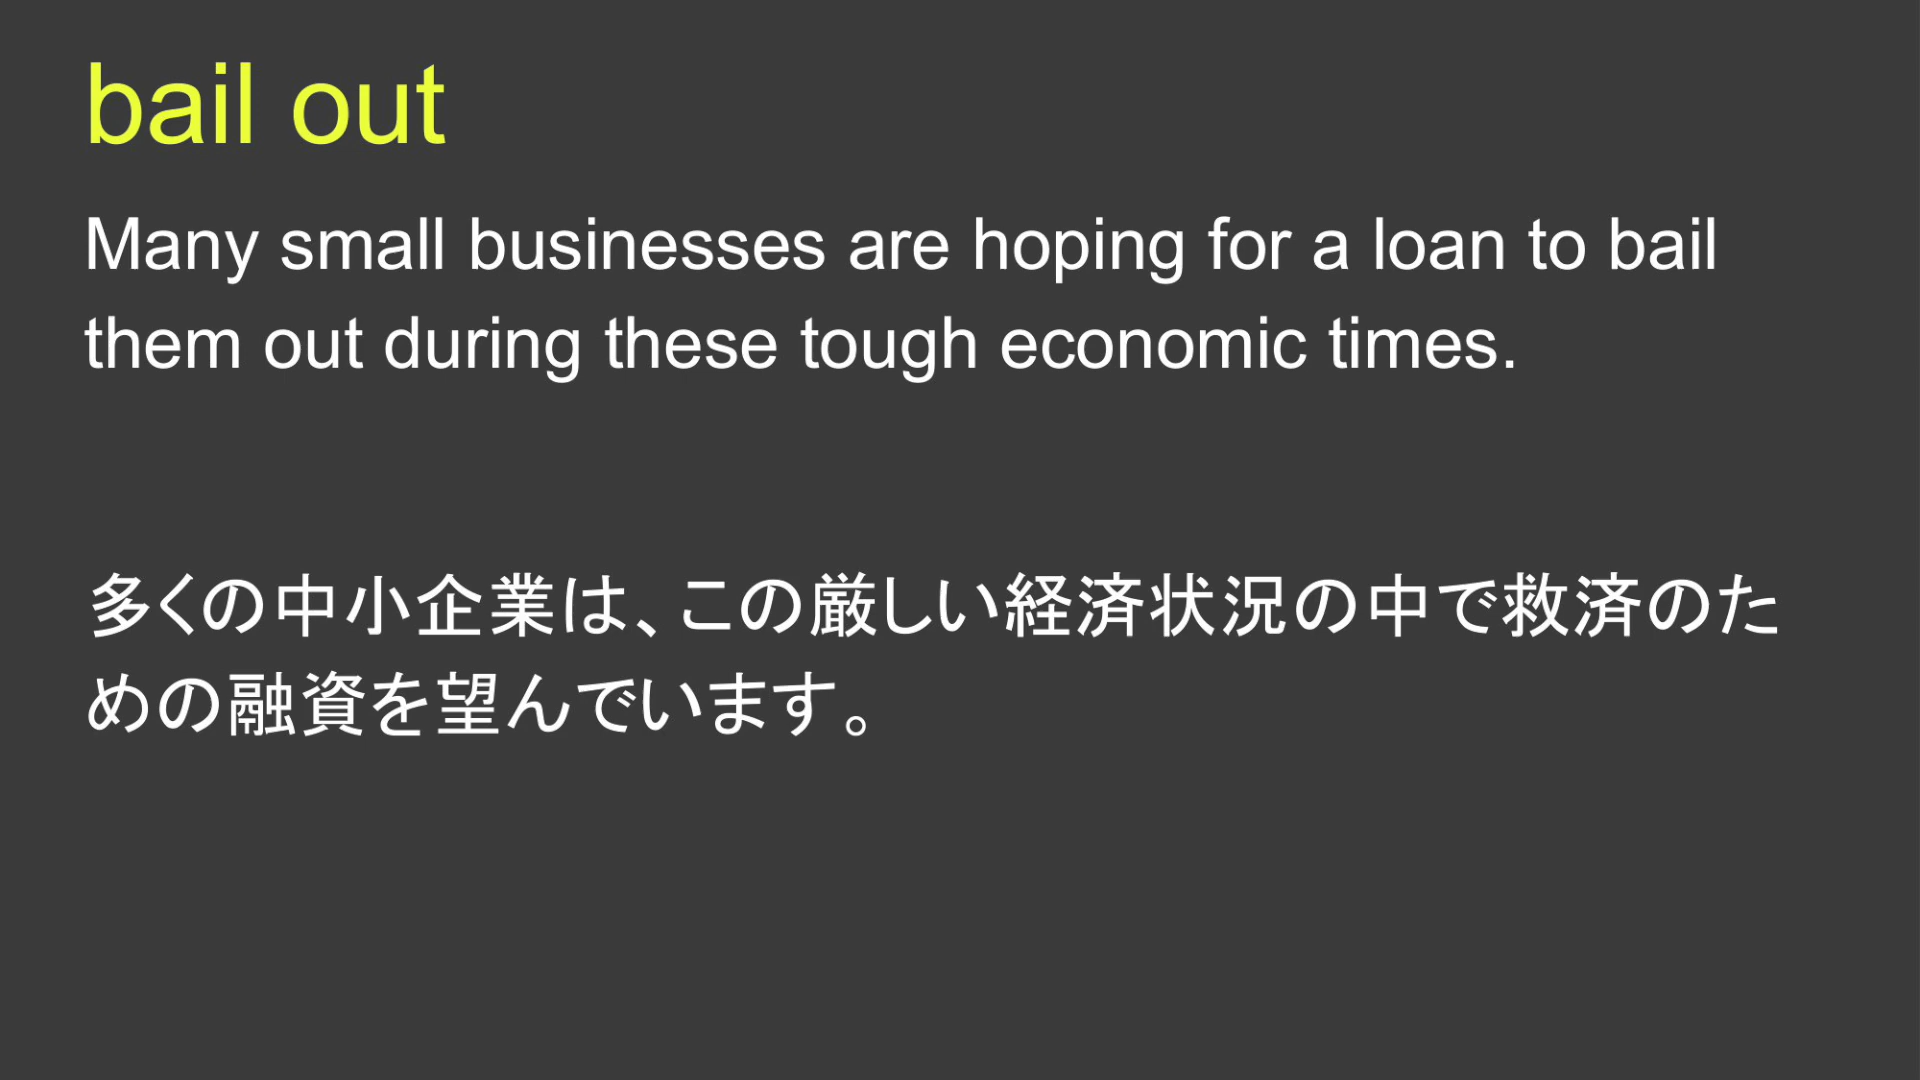 bail out
Many small businesses are hoping for a loan to bail
them out during these tough economic times.
多くの中小企業は、この厳しい経済状況の中で救済のた
めの融資を望んでいます。